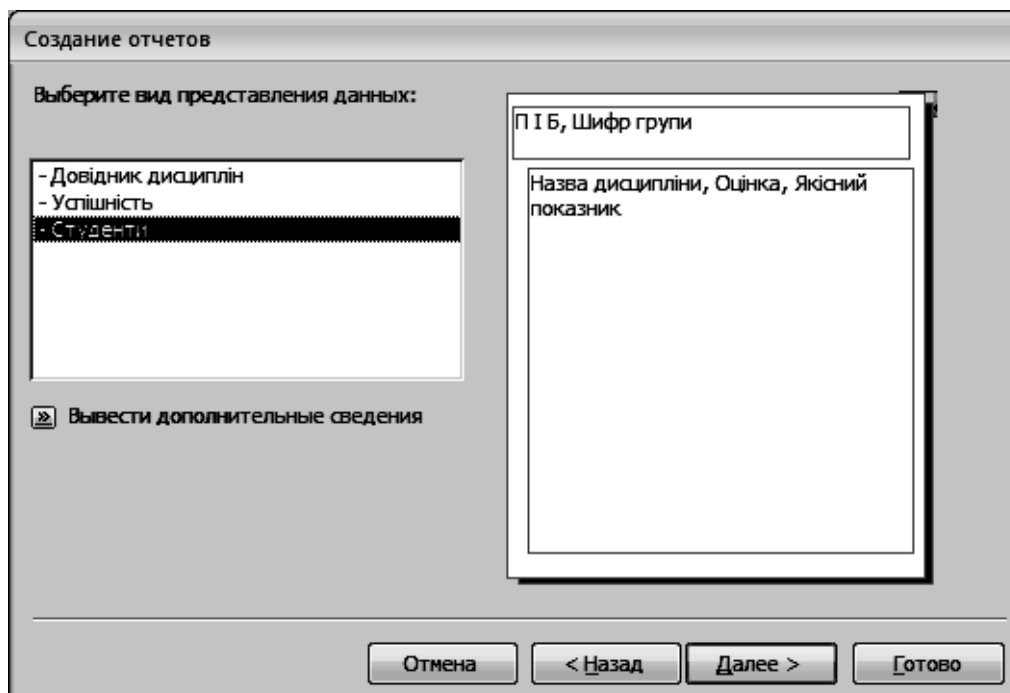 Создание отчетов
Выберите вид представления данных:
- Довідник дисциплін
- Успішність
- Студенти
» Вывести дополнительные сведения
П І Б, Шифр групи
Назва дисципліни, Оцінка, Якісний
показник
Отмена
< Назад
Далее >
Готово